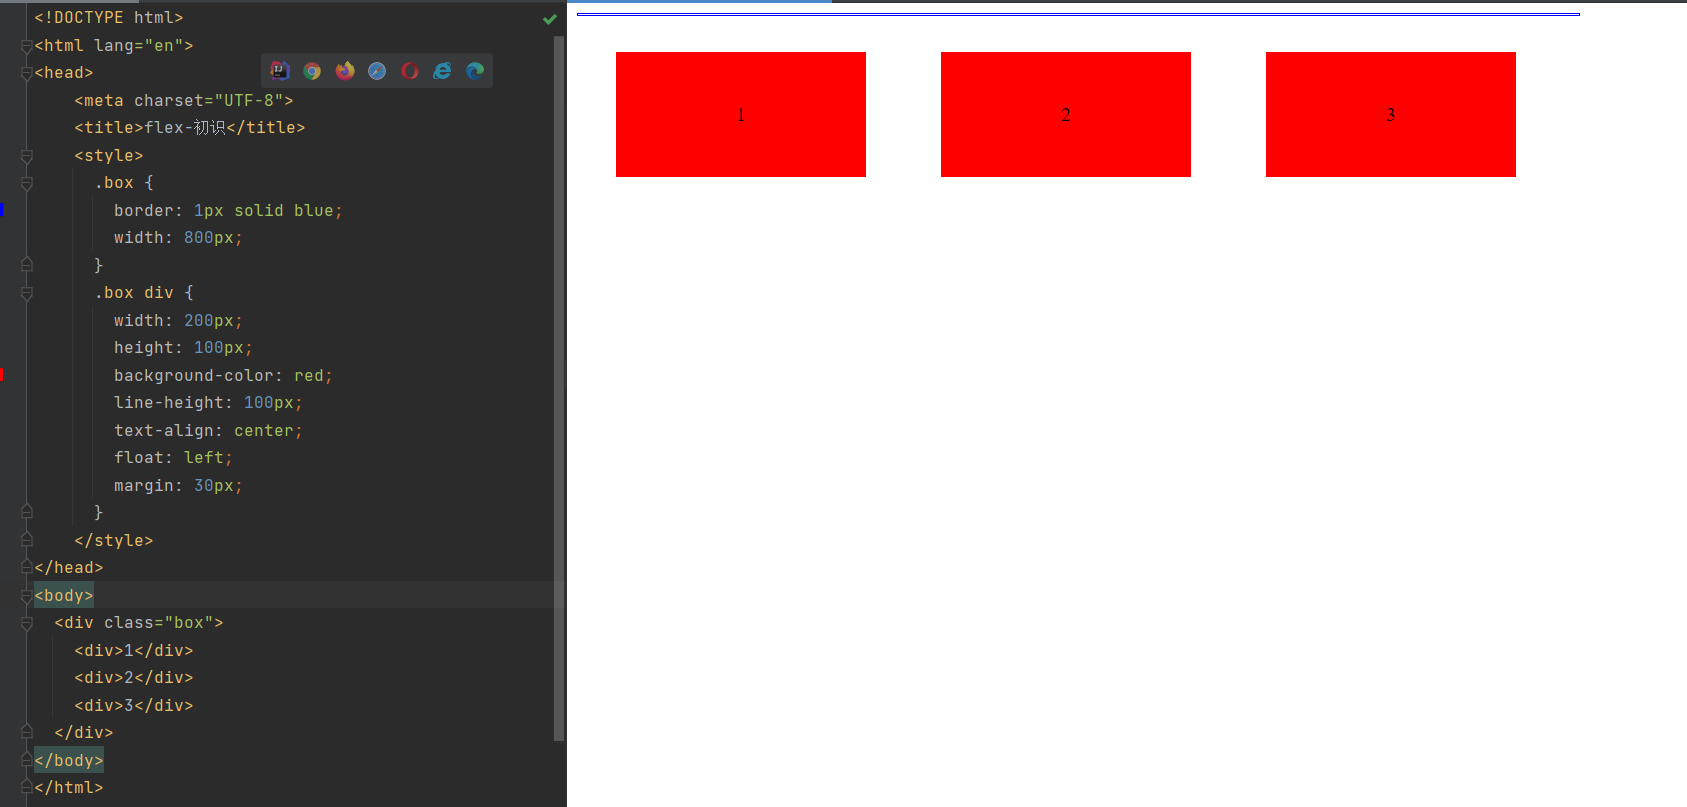 <!DOCTYPE html>
<html lang="en">
<head>
    <meta charset="UTF-8">
    <title>flex-初识</title>
    <style>
      .box {
        border: 1px solid blue;
        width: 800px;
      }
      .box div {
        width: 200px;
        height: 100px;
        background-color: red;
        line-height: 100px;
        text-align: center;
        float: left;
        margin: 30px;
      }
    </style>
</head>
<body>
  <div class="box">
    <div>1</div>
    <div>2</div>
    <div>3</div>
  </div>
</body>
</html>
1 2 3